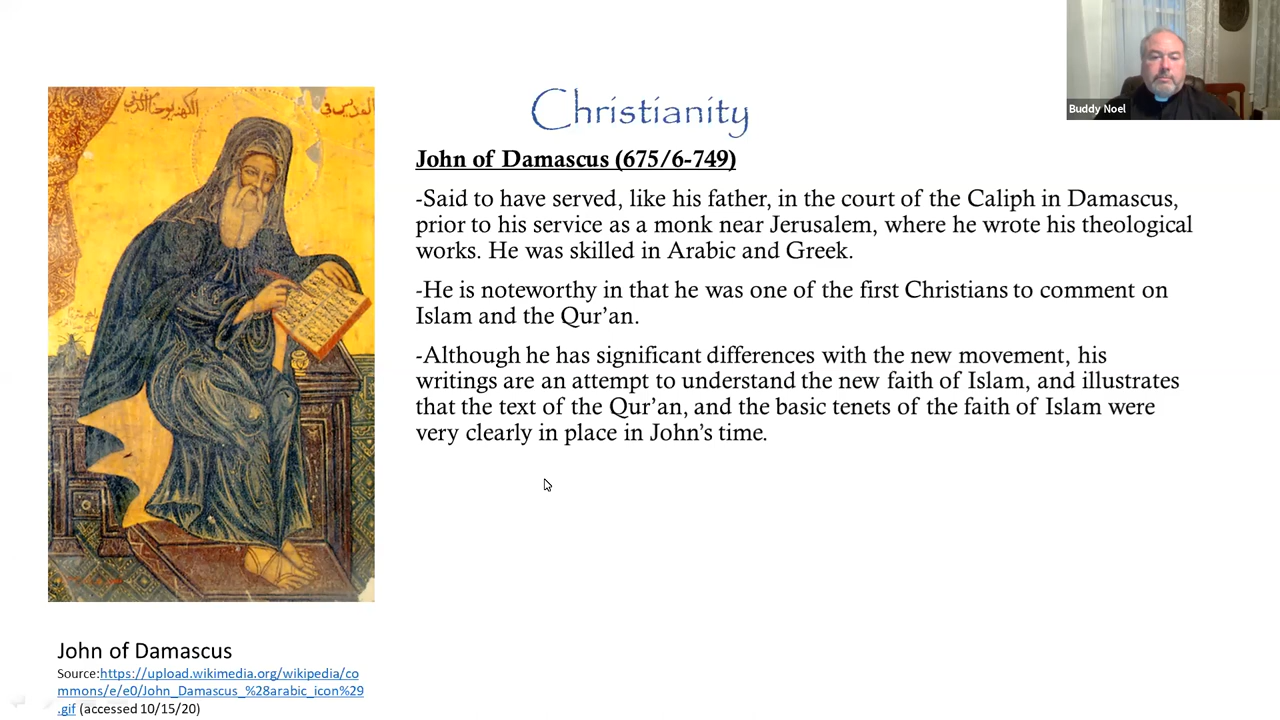 Buddy Noel
Christianity
John of Damascus (675/6-749)
-Said to have served, like his father, in the court of the Caliph in Damascus,
prior to his service as a monk near Jerusalem, where he wrote his theological
works. He was skilled in Arabic and Greek.
-He is noteworthy in that he was one of the first Christians to comment on
Islam and the Qur’an.
-Although he has significant differences with the new movement, his
writings are an attempt to understand the new faith of Islam, and illustrates
that the text of the Qur’an, and the basic tenets of the faith of Islam were
very clearly in place in John’s time.
John of Damascus
Source:https://upload.wikimedia.org/wikipedia/co
mmons/e/e0/John_Damascus_%28arabic_icon%29
.gif (accessed 10/15/20)